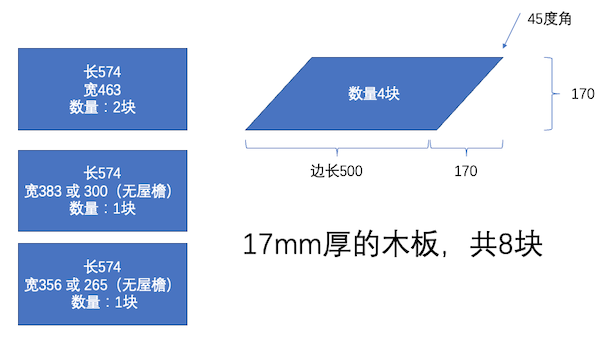 长574
宽463
数量：2块
长574
宽383 或 300（无屋檐）
数量：1块
长574
宽356 或 265（无屋檐）
数量：1块
45度角
数量4块
170
边长500
170
17mm厚的木板，共8块